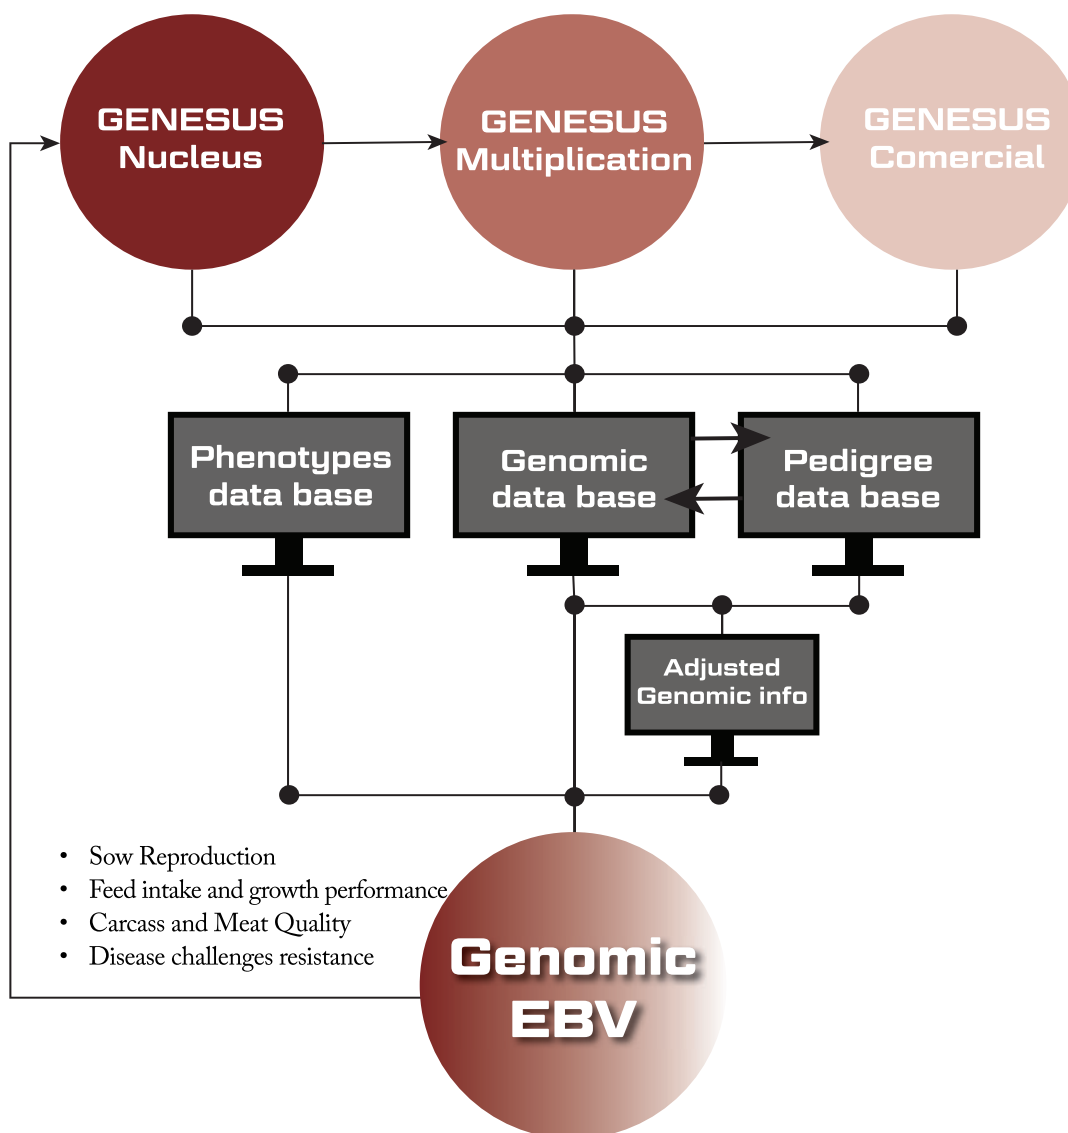 GENESUS
Nucleus
GENESUS
Multiplication
GENESUS
Comercial
Phenotypes
data base
Genomic
data base
Pedigree
data base
Adjusted
Genomic info
• Sow Reproduction
• Feed intake and growth performance
• Carcass and Meat Quality
• Disease challenges resistance
Genomic
EBV